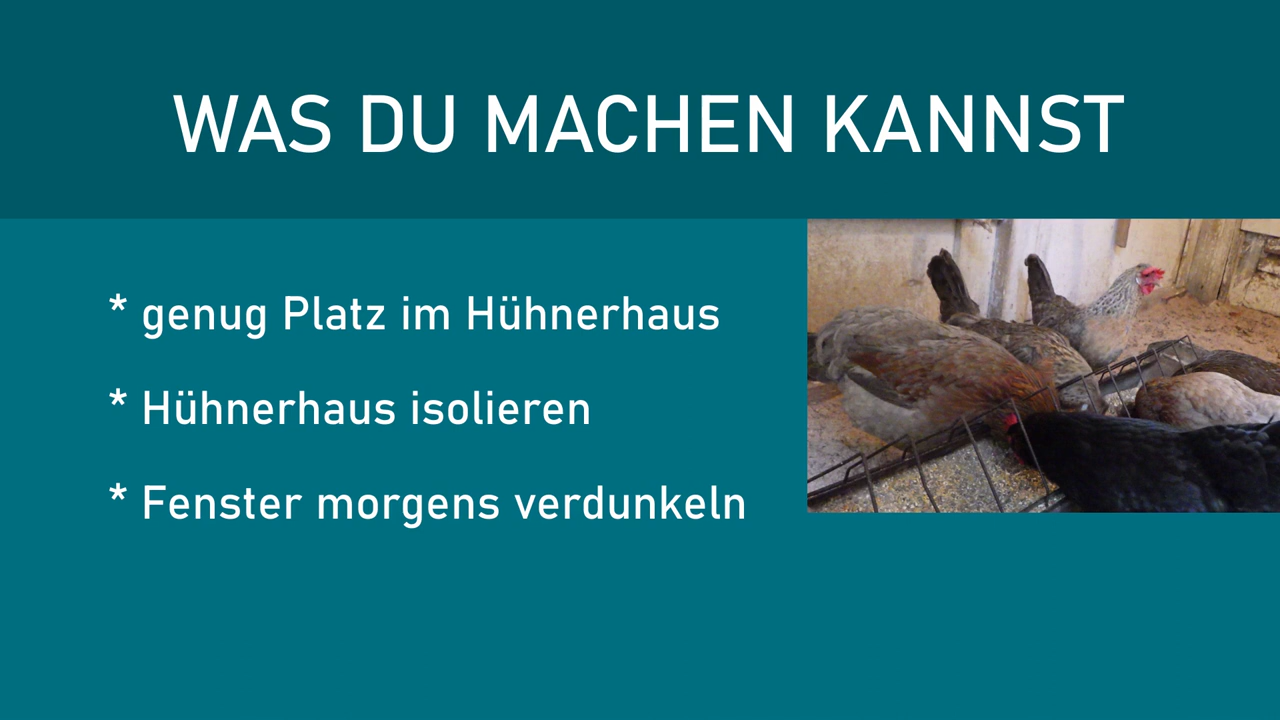 WAS DU MACHEN KANNST
* genug Platz im Hühnerhaus
* Hühnerhaus isolieren
* Fenster morgens verdunkeln